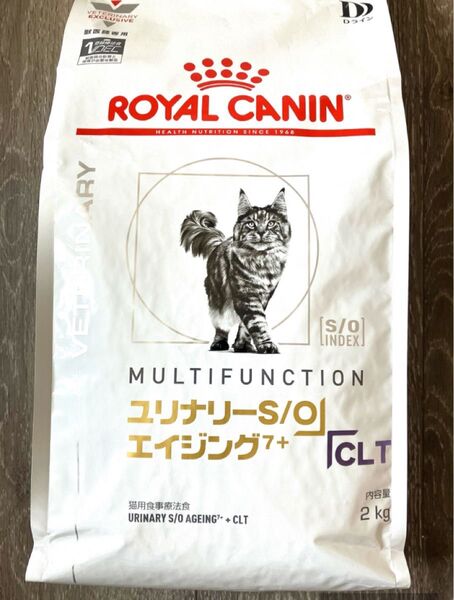 VETERINARY
EXCLUSIVE
獣医師専用
DD
Dライン
ROYAL CANIN®
HEALTH NUTRITION SINCE 1968
VETERINARY
[S/O]
INDEX
MULTIFUNCTION
ユリナリーS/O
エイジング7+
CLT
猫用食事療法食
URINARY S/O AGEING7+ + CLT
内容量
2 kg